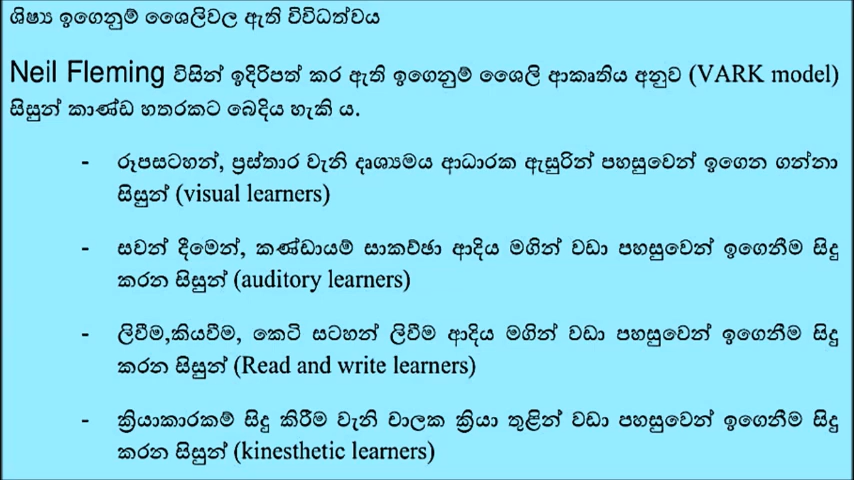 ශිෂ්‍ය ඉගෙනුම් ශෛලිවල ඇති විවිධත්වය
Neil Fleming විසින් ඉදිරිපත් කර ඇති ඉගෙනුම් ශෛලි ආකෘතිය අනුව (VARK model)
සිසුන් කාණ්ඩ හතරකට බෙදිය හැකි ය.
- රූපසටහන්, ප්‍රස්තාර වැනි දෘශ්‍යමය ආධාරක ඇසුරින් පහසුවෙන් ඉගෙන ගන්නා
සිසුන් (visual learners)
- සවන් දීමෙන්, කණ්ඩායම් සාකච්ඡා ආදිය මගින් වඩා පහසුවෙන් ඉගෙනීම සිදු
කරන සිසුන් (auditory learners)
- ලිවීම,කියවීම, කෙටි සටහන් ලිවීම ආදිය මගින් වඩා පහසුවෙන් ඉගෙනීම සිදු
කරන සිසුන් (Read and write learners)
- ක්‍රියාකාරකම් සිදු කිරීම වැනි චාලක ක්‍රියා තුළින් වඩා පහසුවෙන් ඉගෙනීම සිදු
කරන සිසුන් (kinesthetic learners)